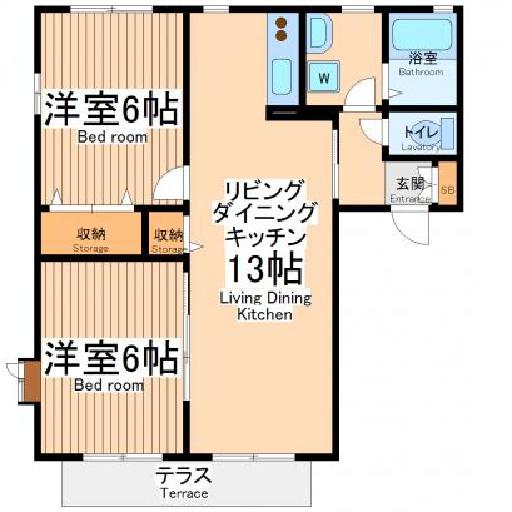 洋室6帖
Bed room
W
浴室
Bathroom
トイレ
Lavatory
玄関
Entrance
SB
リビング
ダイニング
キッチン
13帖
Living Dining
Kitchen
収納
Storage
収納
Storage
洋室6帖
Bed room
テラス
Terrace